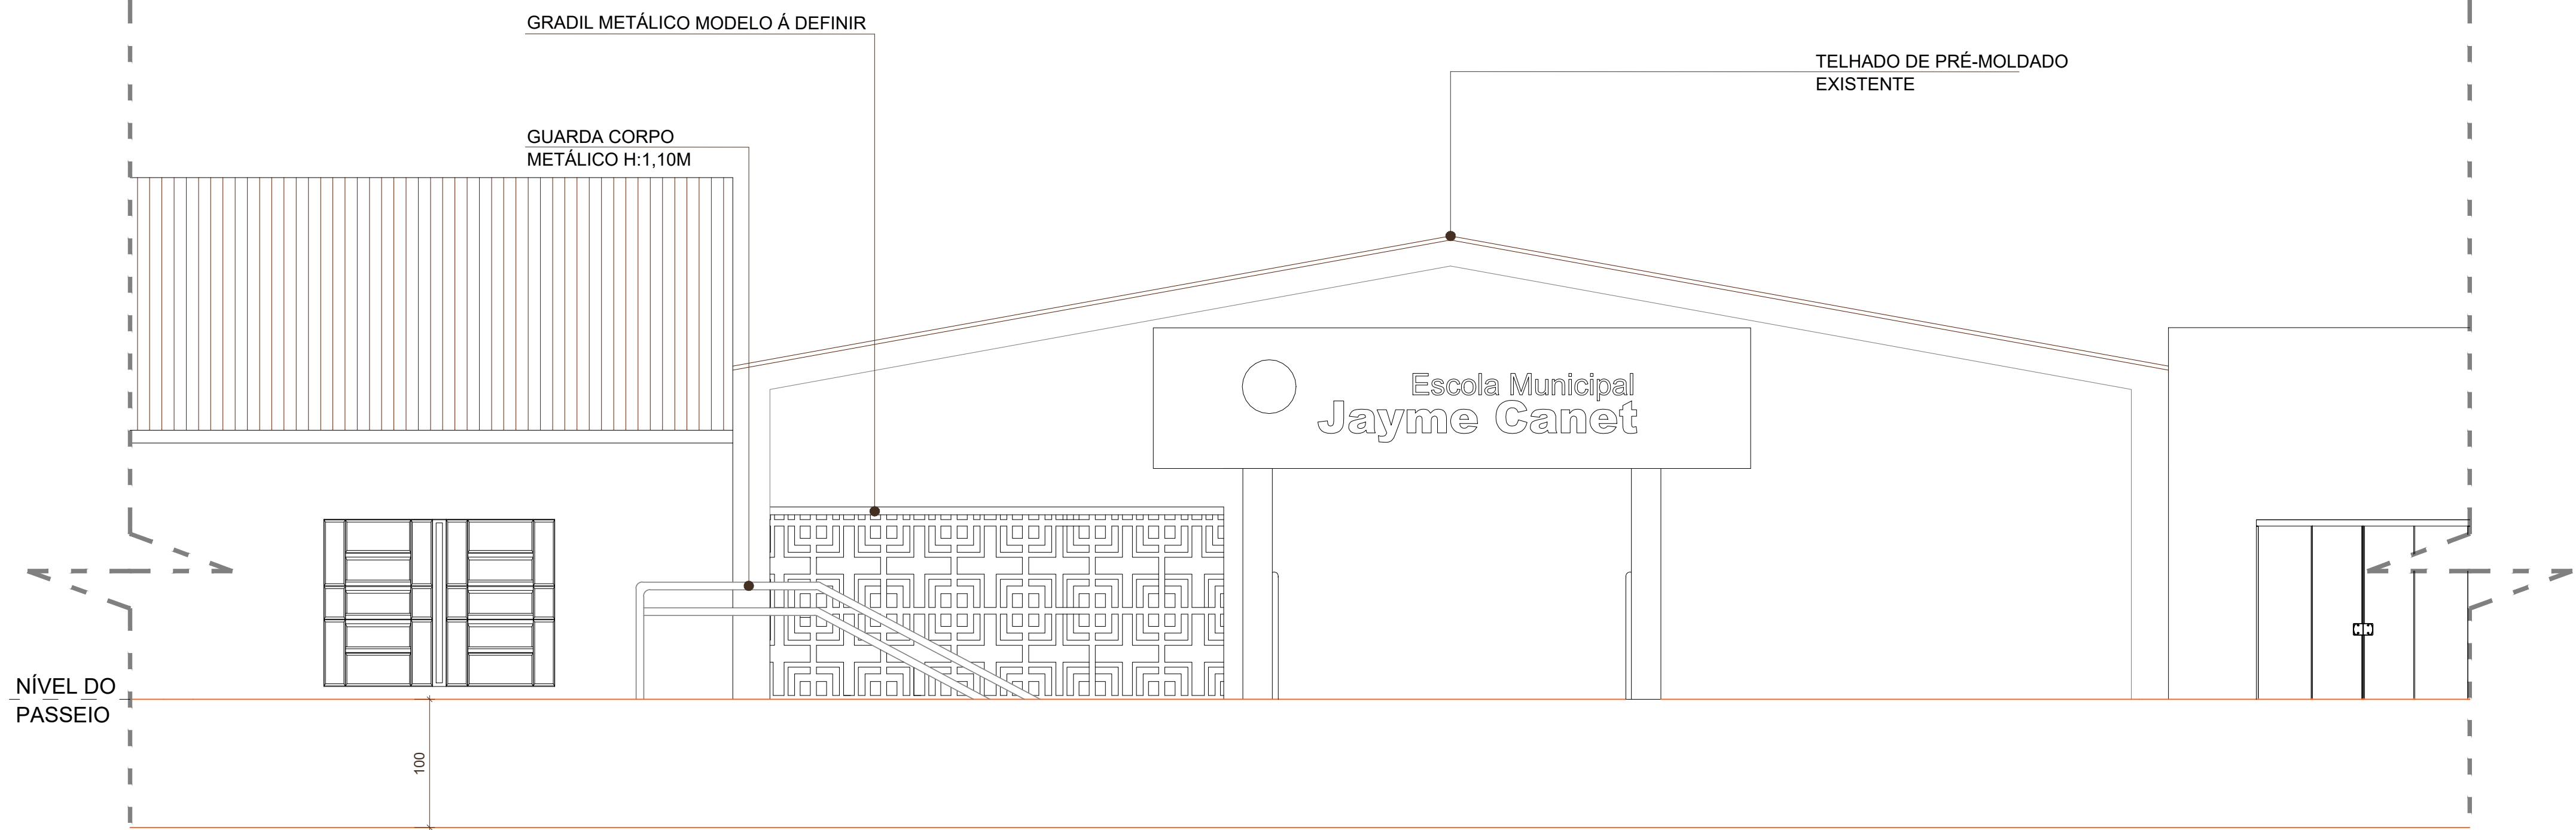 GRADIL METÁLICO MODELO Á DEFINIR
TELHADO DE PRÉ-MOLDADO
EXISTENTE
GUARDA CORPO
METÁLICO H:1,10M
Escola Municipal
Jayme Canet
NÍVEL DO
PASSEIO
100